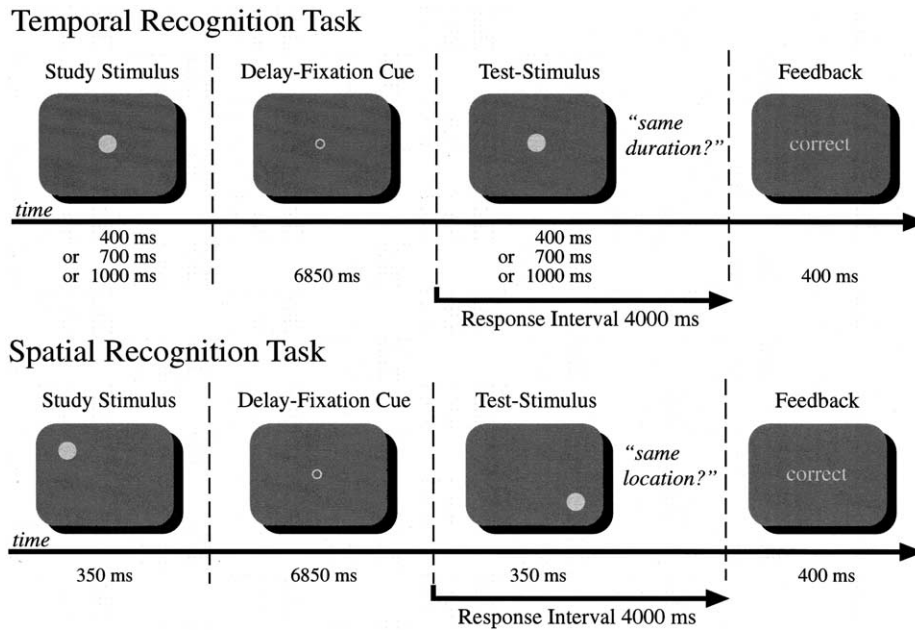 Temporal Recognition Task
Study Stimulus
Delay-Fixation Cue
Test-Stimulus
Feedback
“same
duration?”
correct
time
400 ms
or 700 ms
or 1000 ms
6850 ms
400 ms
or 700 ms
or 1000 ms
400 ms
Response Interval 4000 ms
Spatial Recognition Task
Study Stimulus
Delay-Fixation Cue
Test-Stimulus
Feedback
“same
location?”
correct
time
350 ms
6850 ms
350 ms
400 ms
Response Interval 4000 ms